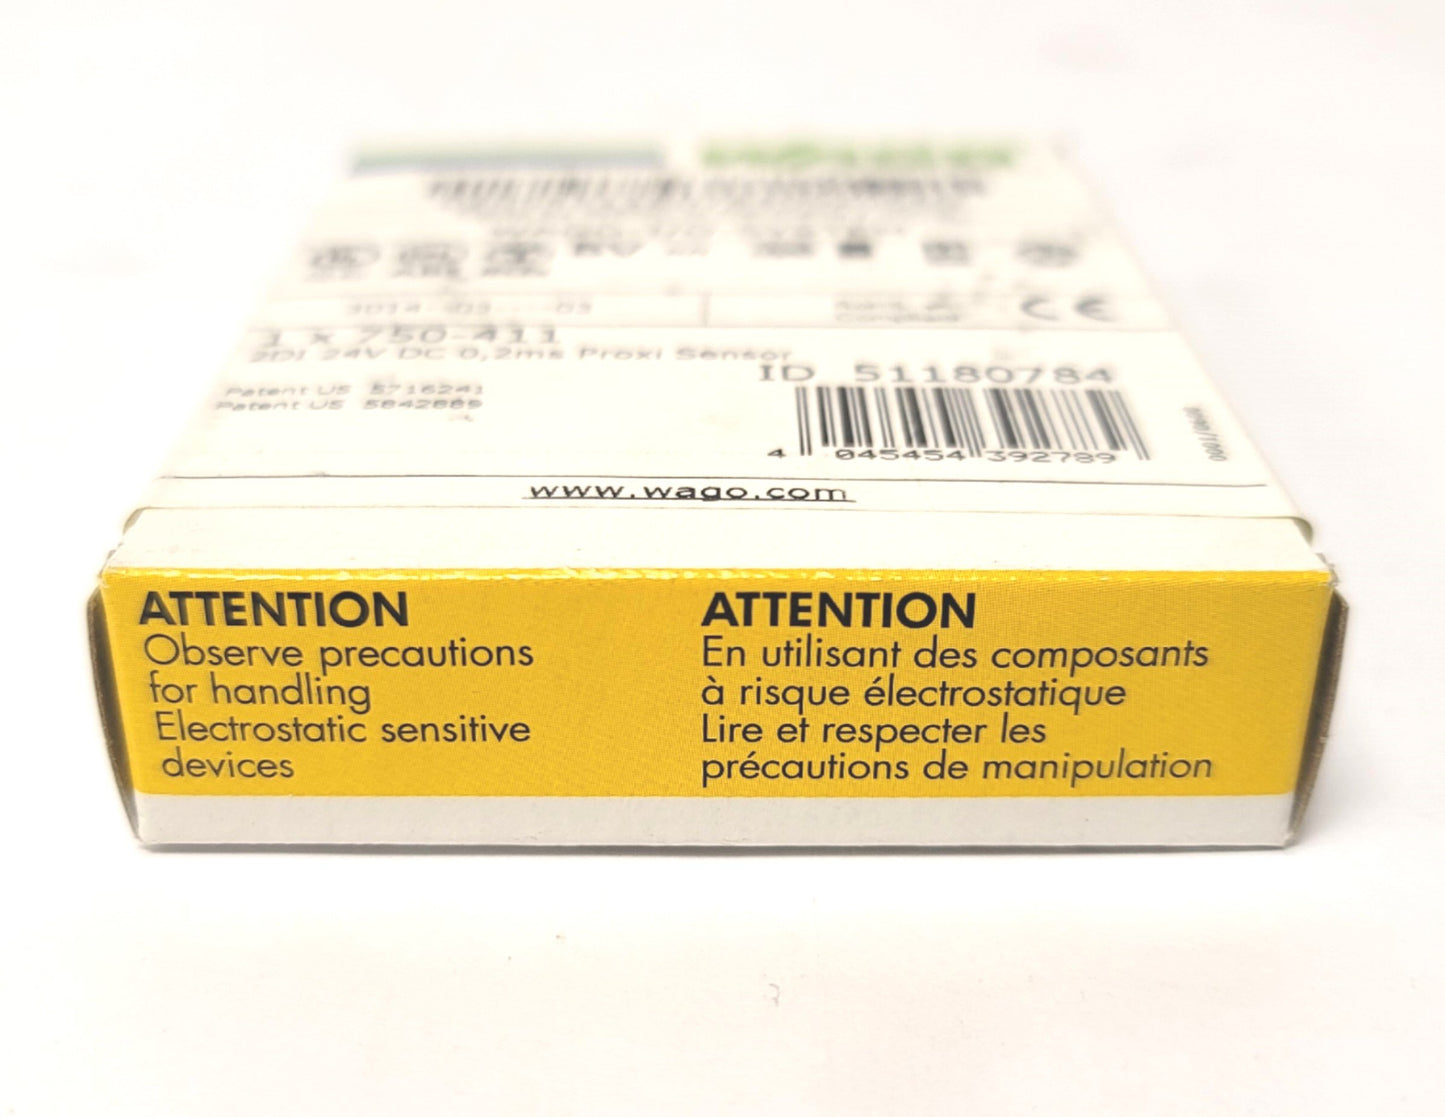 WAGO I/O SYSTEM
1 x 750-411
2DI 24V DC 0,2ms Proxi Sensor
Patent US 5716241
Patent US 5842889
ID 51180784
4 045454 392789
www.wago.com
ATTENTION
Observe precautions
for handling
Electrostatic sensitive
devices
ATTENTION
En utilisant des composants
à risque électrostatique
Lire et respecter les
précautions de manipulation